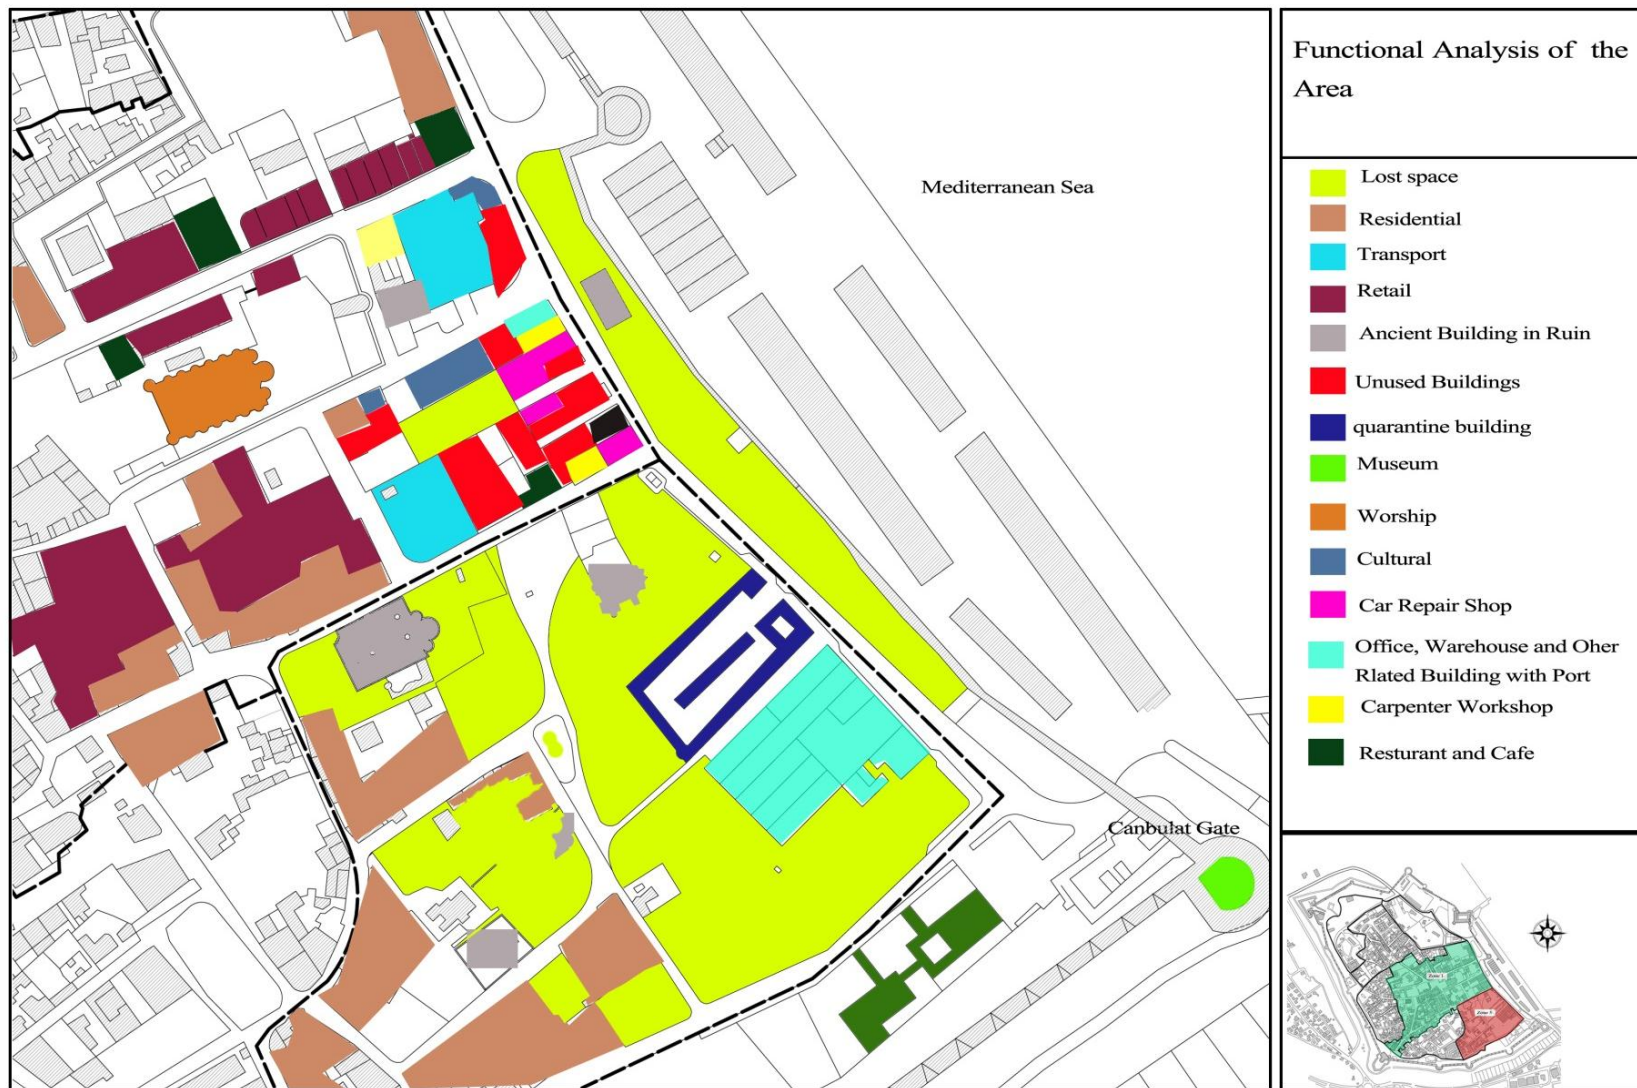 Functional Analysis of the
Area
Mediterranean Sea
Canbulat Gate
Lost space
Residential
Transport
Retail
Ancient Building in Ruin
Unused Buildings
quarantine building
Museum
Worship
Cultural
Car Repair Shop
Office, Warehouse and Oher
Rlated Building with Port
Carpenter Workshop
Resturant and Cafe